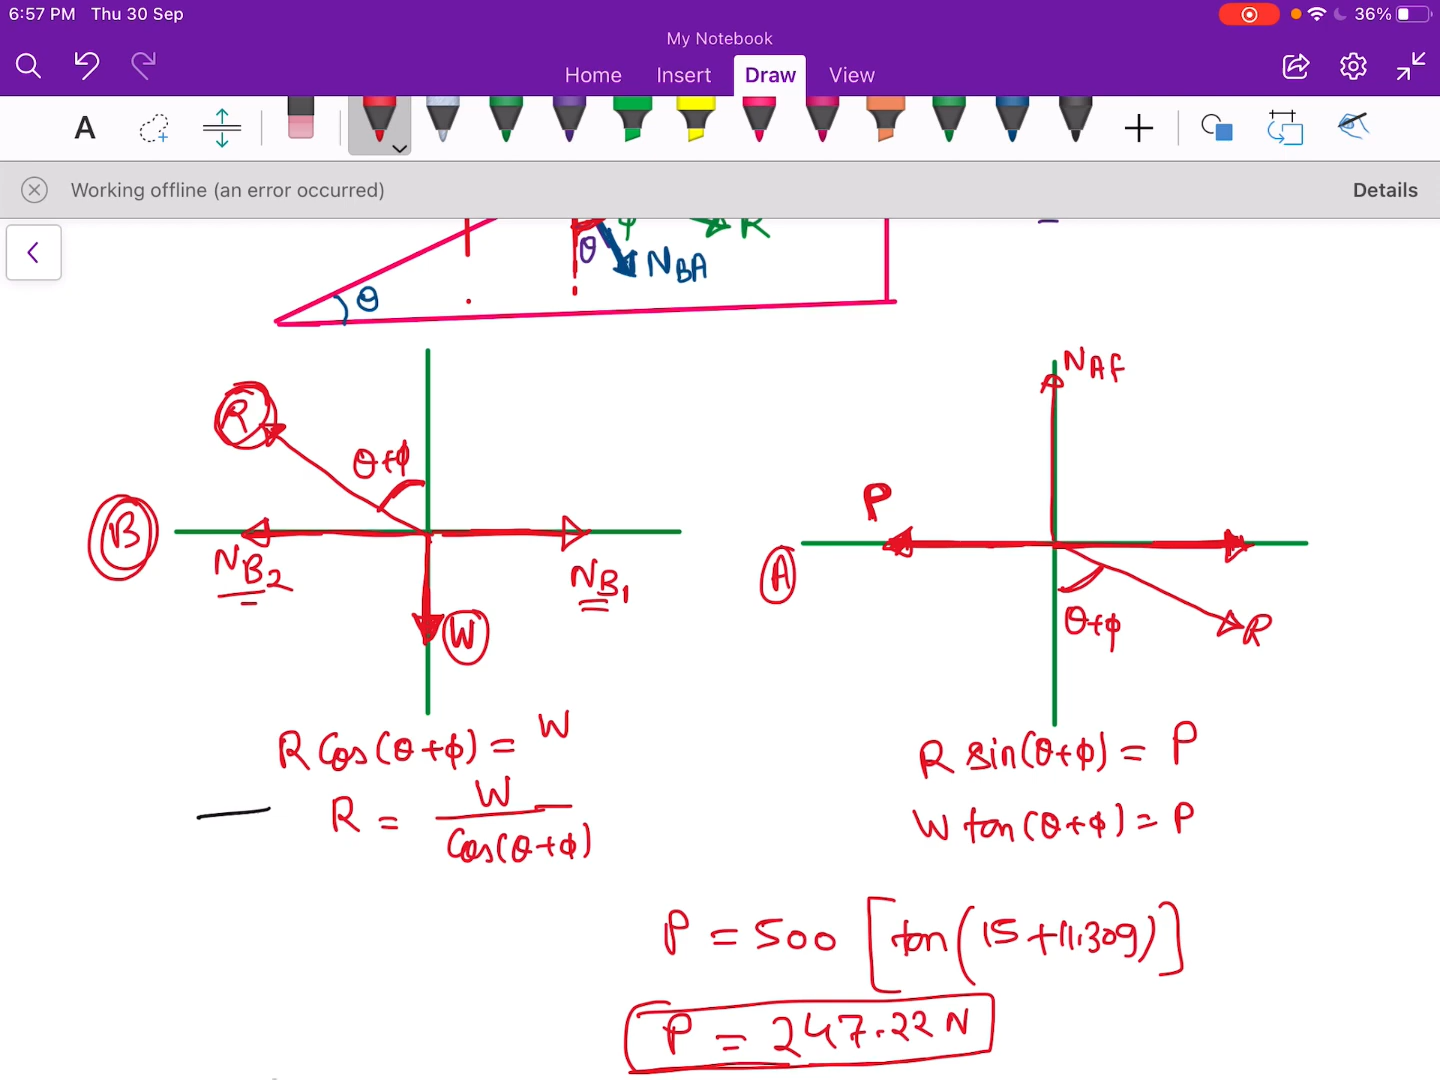 6:57 PM Thu 30 Sep
36%
My Notebook
Home Insert Draw View
A
Working offline (an error occurred)
Details
ϕ R
θ N_BA
θ
R
θ+ϕ
B
N_B2
N_B1
W
N_AF
P
A
θ+ϕ
R
R Cos(θ+ϕ) = W
R = W / Cos(θ+ϕ)
R sin(θ+ϕ) = P
W tan(θ+ϕ) = P
P = 500 [tan(15+11.309)]
P = 247.22 N